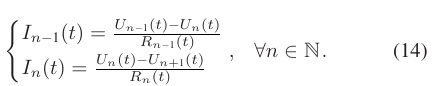 I_{n-1}(t) = \frac{U_{n-1}(t)-U_n(t)}{R_{n-1}(t)}
I_n(t) = \frac{U_n(t)-U_{n+1}(t)}{R_n(t)} , ∀n ∈ ℕ. (14)